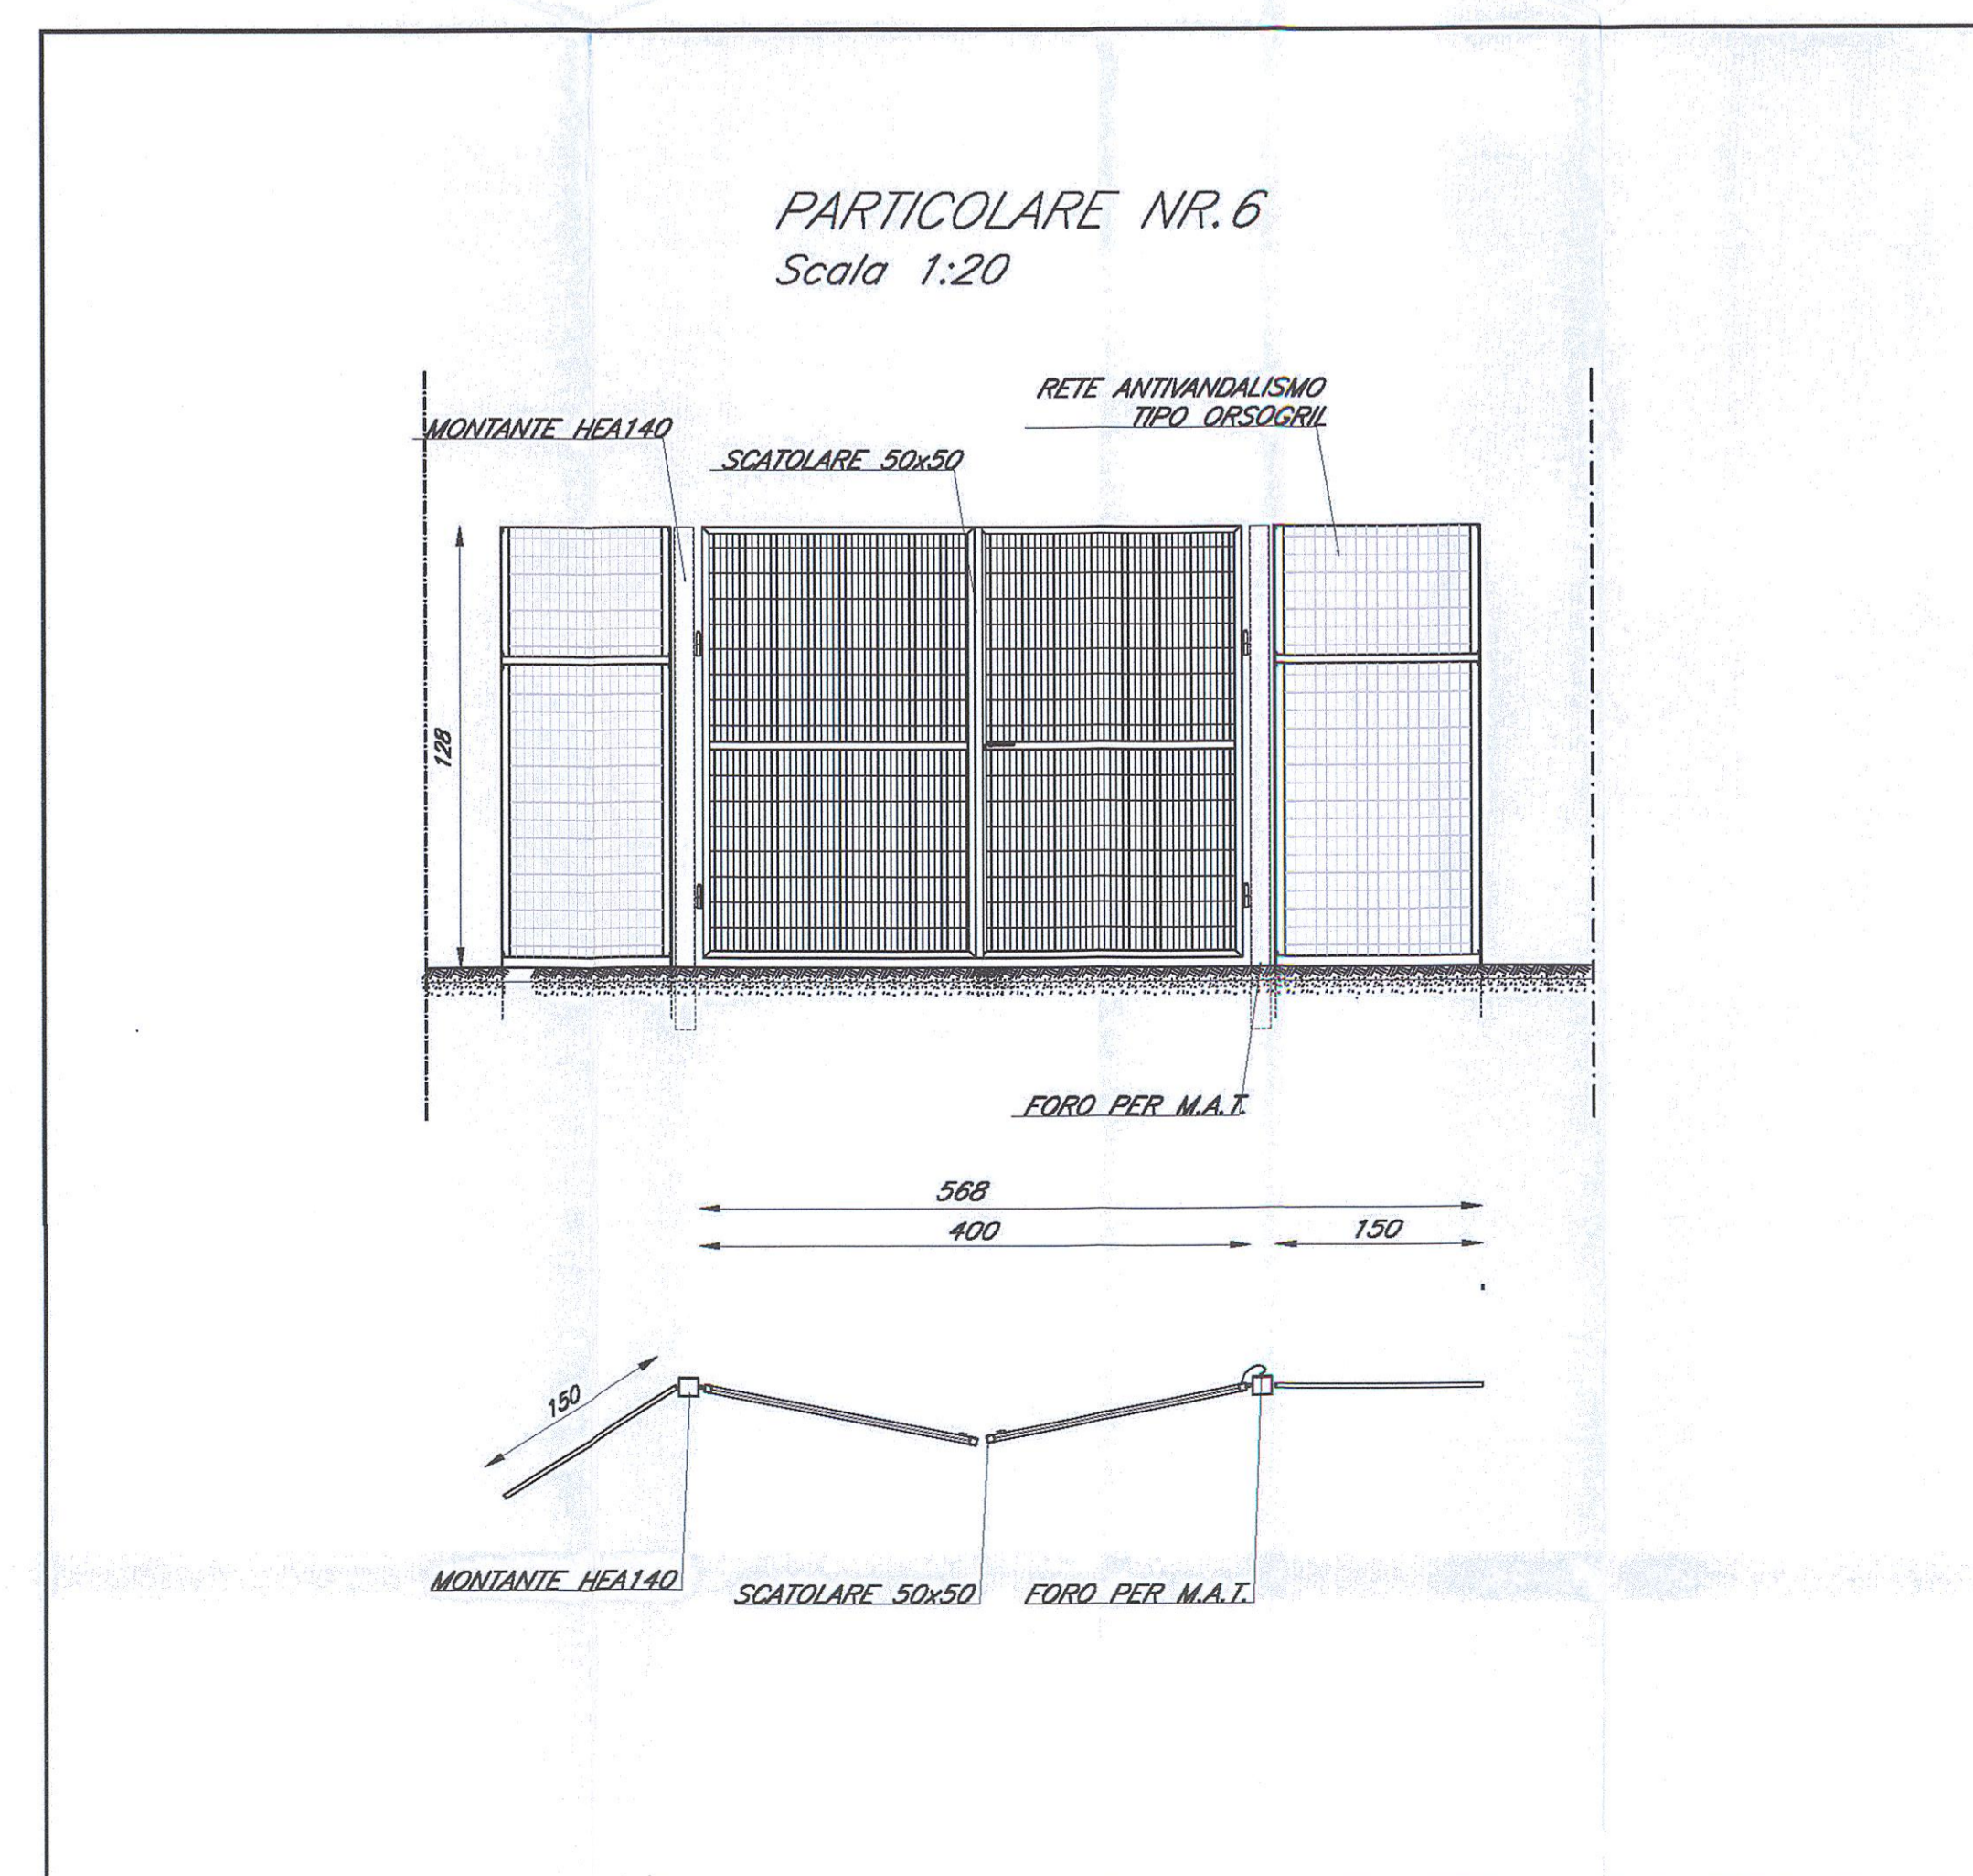 PARTICOLARE NR.6
Scala 1:20
RETE ANTIVANDALISMO
TIPO ORSOGRIL
MONTANTE HEA140
SCATOLARE 50x50
128
FORO PER M.A.T.
568
400
150
150
MONTANTE HEA140
SCATOLARE 50x50
FORO PER M.A.T.